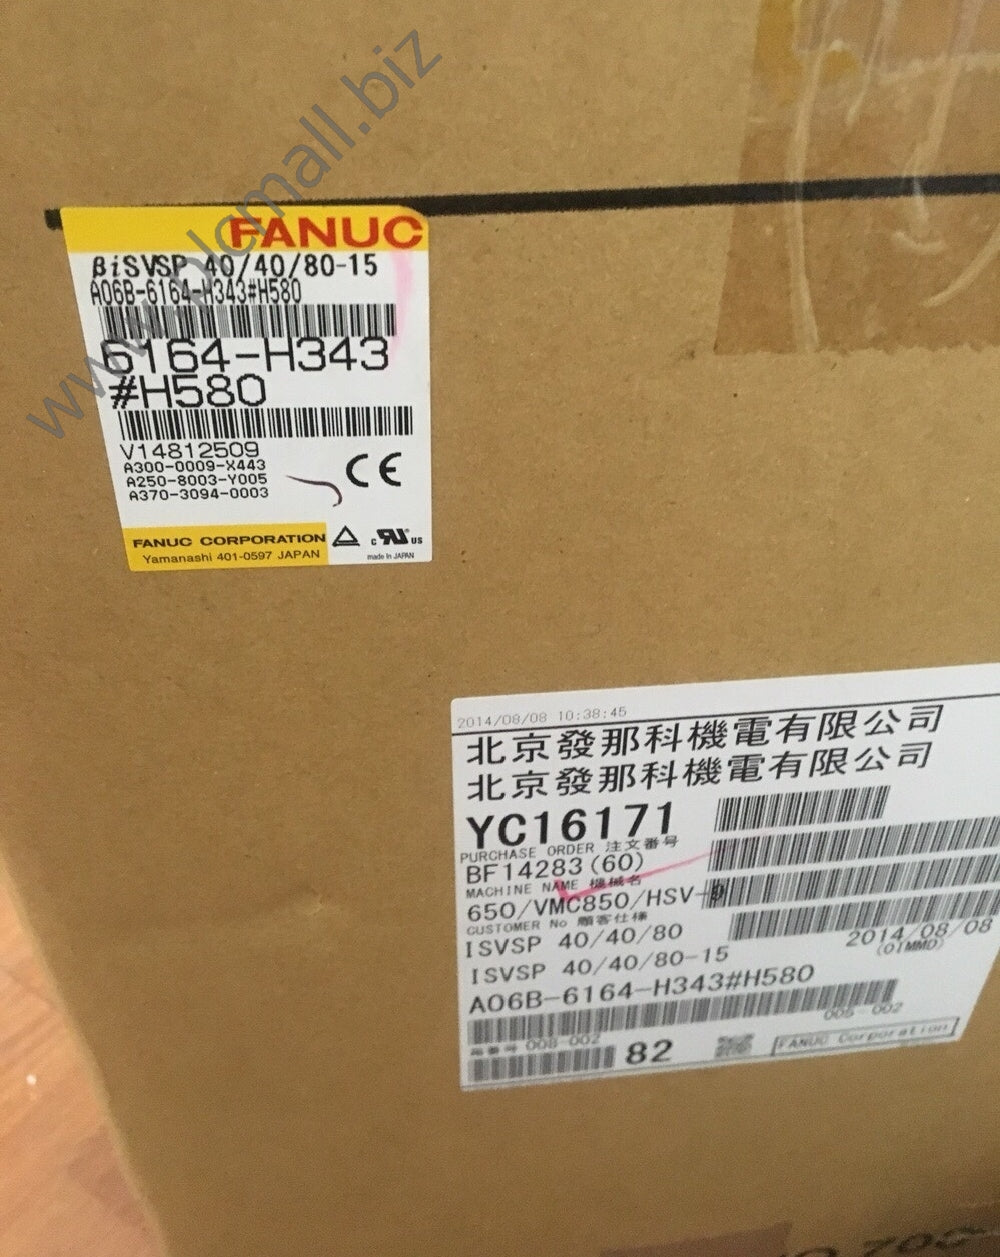 www.plcmall.biz
FANUC
βiSVSP 40/40/80-15
A06B-6164-H343#H580
6164-H343
#H580
V14812509
A300-0009-X443
A250-8003-Y005
A370-3094-0003
CE
FANUC CORPORATION
Yamanashi 401-0597 JAPAN
c RU US
made in JAPAN
2014/08/08 10:38:45
北京發那科機電有限公司
北京發那科機電有限公司
YC16171
PURCHASE ORDER 注文番号
BF14283(60)
MACHINE NAME 機械名
650/VMC850/HSV-
CUSTOMER No 顧客仕様
ISVSP 40/40/80
2014/08/08
(OIMMD)
ISVSP 40/40/80-15
A06B-6164-H343#H580
005-002
008-002
82
FANUC Corporation